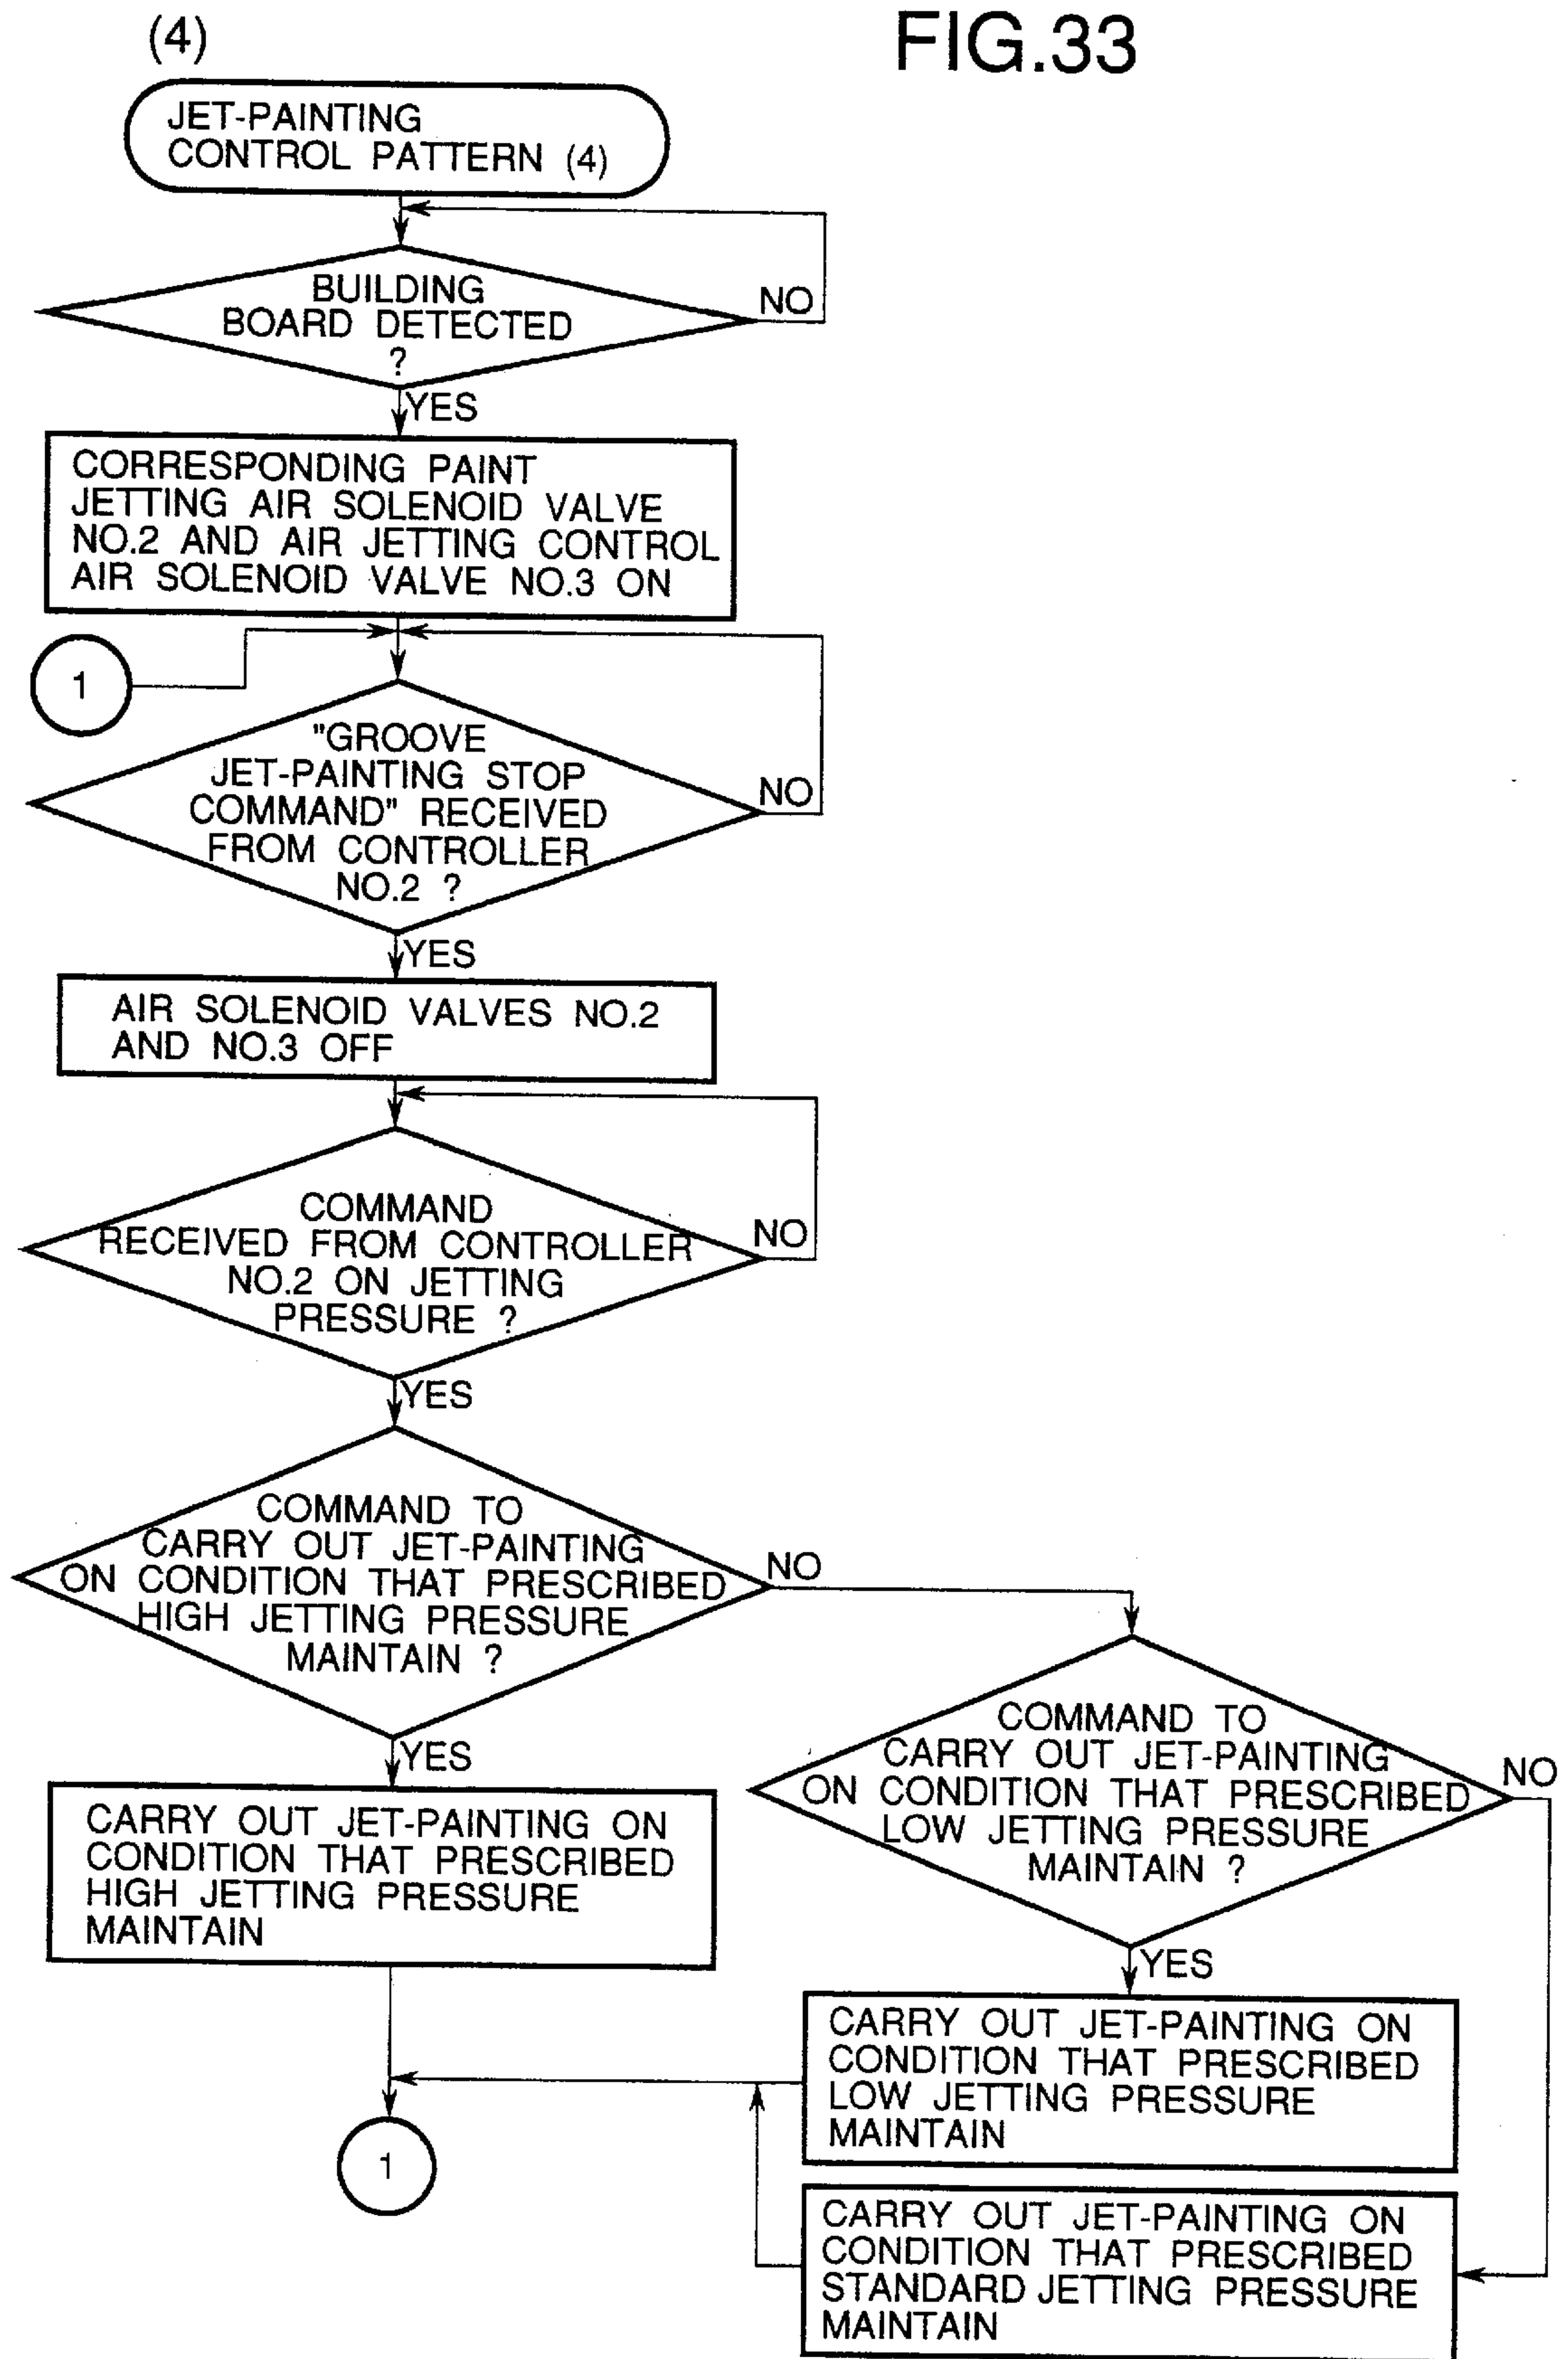 (4)
FIG.33
JET-PAINTING
CONTROL PATTERN (4)
BUILDING
BOARD DETECTED
?
NO
YES
CORRESPONDING PAINT
JETTING AIR SOLENOID VALVE
NO.2 AND AIR JETTING CONTROL
AIR SOLENOID VALVE NO.3 ON
1
"GROOVE
JET-PAINTING STOP
COMMAND" RECEIVED
FROM CONTROLLER
NO.2 ?
NO
YES
AIR SOLENOID VALVES NO.2
AND NO.3 OFF
COMMAND
RECEIVED FROM CONTROLLER
NO.2 ON JETTING
PRESSURE ?
NO
YES
COMMAND TO
CARRY OUT JET-PAINTING
ON CONDITION THAT PRESCRIBED
HIGH JETTING PRESSURE
MAINTAIN ?
NO
YES
CARRY OUT JET-PAINTING ON
CONDITION THAT PRESCRIBED
HIGH JETTING PRESSURE
MAINTAIN
COMMAND TO
CARRY OUT JET-PAINTING
ON CONDITION THAT PRESCRIBED
LOW JETTING PRESSURE
MAINTAIN ?
NO
YES
CARRY OUT JET-PAINTING ON
CONDITION THAT PRESCRIBED
LOW JETTING PRESSURE
MAINTAIN
1
CARRY OUT JET-PAINTING ON
CONDITION THAT PRESCRIBED
STANDARD JETTING PRESSURE
MAINTAIN